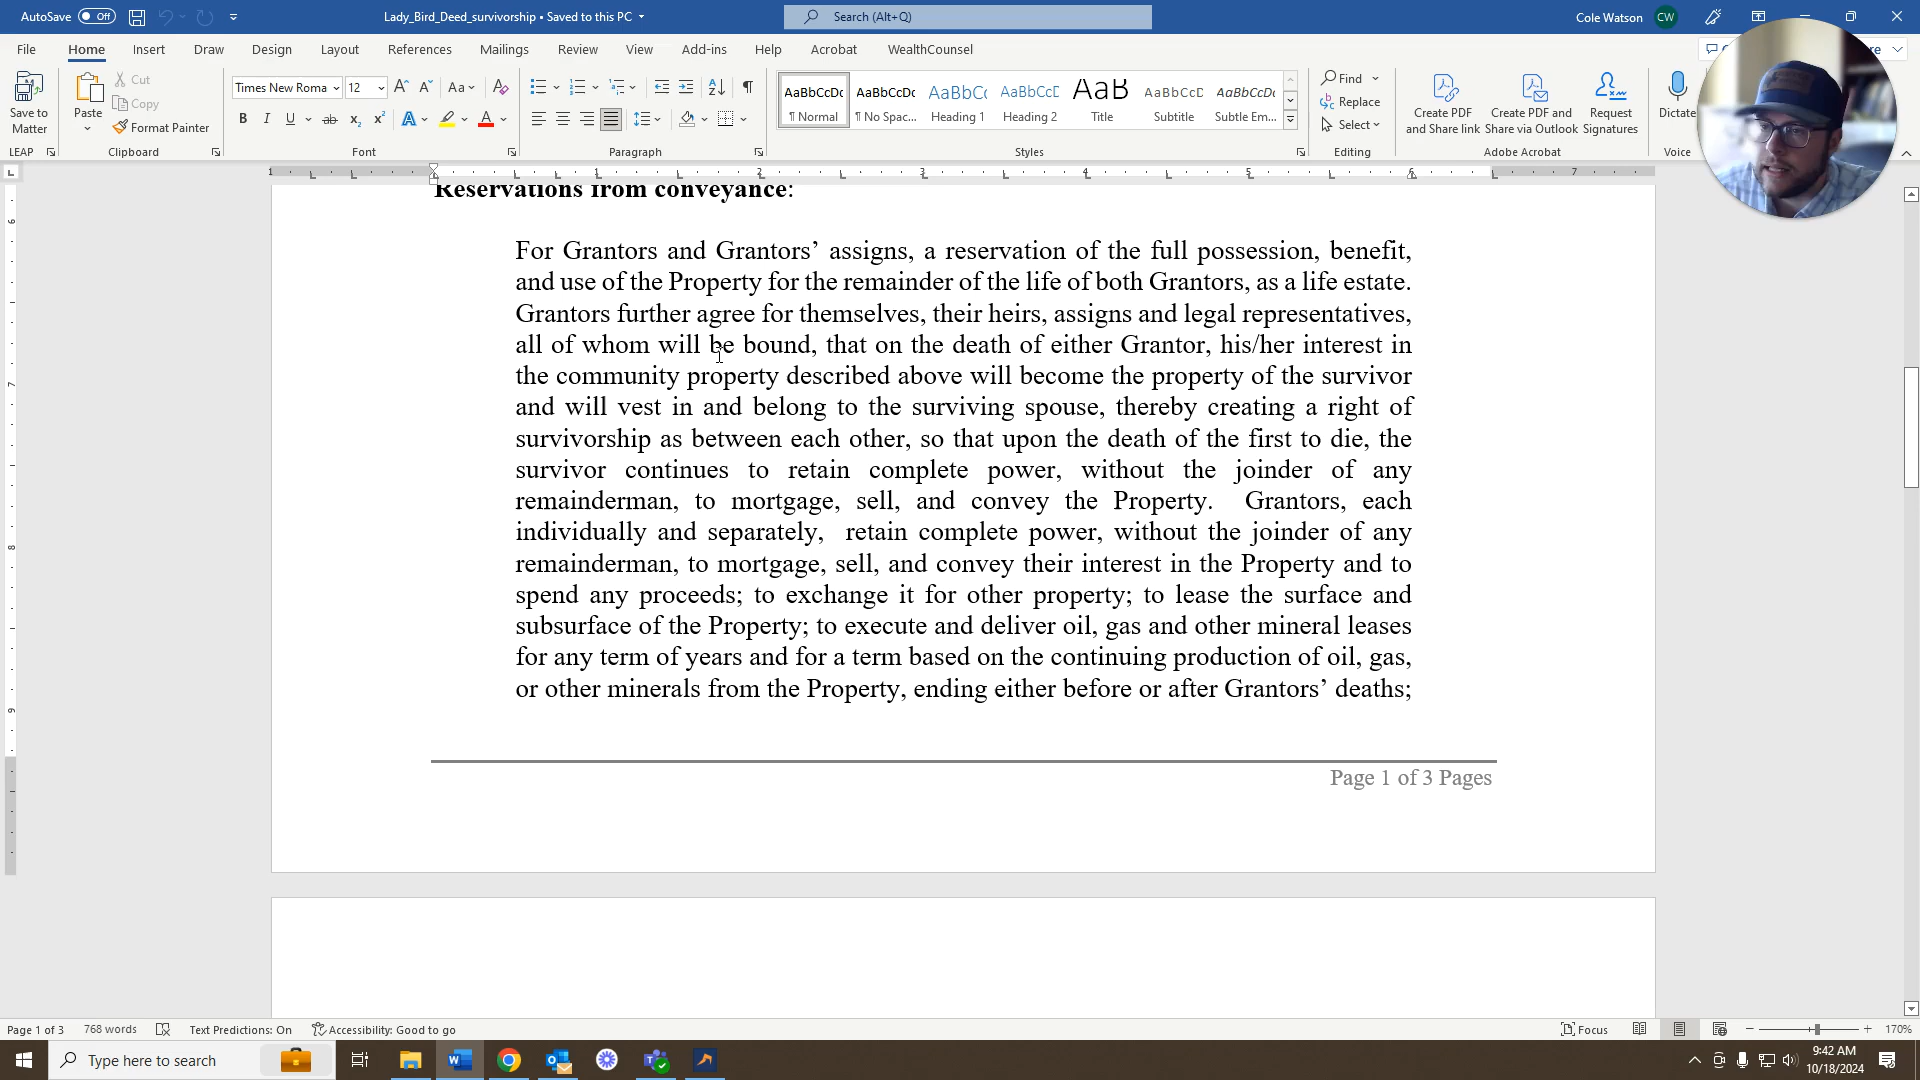 AutoSave Off Lady_Bird_Deed_survivorship • Saved to this PC Search (Alt+Q) Cole Watson CW
File Home Insert Draw Design Layout References Mailings Review View Add-ins Help Acrobat WealthCounsel
Save to Matter
LEAP
Paste
Cut
Copy
Format Painter
Clipboard
Times New Roma 12
Font
Paragraph
AaBbCcDc AaBbCcDc AaBbC AaBbCcD AaB AaBbCcD AaBbCcDc
¶ Normal ¶ No Spac... Heading 1 Heading 2 Title Subtitle Subtle Em...
Styles
Find
Replace
Select
Editing
Create PDF and Share link
Create PDF and Share via Outlook
Request Signatures
Adobe Acrobat
Dictate
Voice
Reservations from conveyance:
For Grantors and Grantors’ assigns, a reservation of the full possession, benefit,
and use of the Property for the remainder of the life of both Grantors, as a life estate.
Grantors further agree for themselves, their heirs, assigns and legal representatives,
all of whom will be bound, that on the death of either Grantor, his/her interest in
the community property described above will become the property of the survivor
and will vest in and belong to the surviving spouse, thereby creating a right of
survivorship as between each other, so that upon the death of the first to die, the
survivor continues to retain complete power, without the joinder of any
remainderman, to mortgage, sell, and convey the Property. Grantors, each
individually and separately, retain complete power, without the joinder of any
remainderman, to mortgage, sell, and convey their interest in the Property and to
spend any proceeds; to exchange it for other property; to lease the surface and
subsurface of the Property; to execute and deliver oil, gas and other mineral leases
for any term of years and for a term based on the continuing production of oil, gas,
or other minerals from the Property, ending either before or after Grantors’ deaths;
Page 1 of 3 Pages
Page 1 of 3 768 words Text Predictions: On Accessibility: Good to go Focus 170%
Type here to search
9:42 AM
10/18/2024